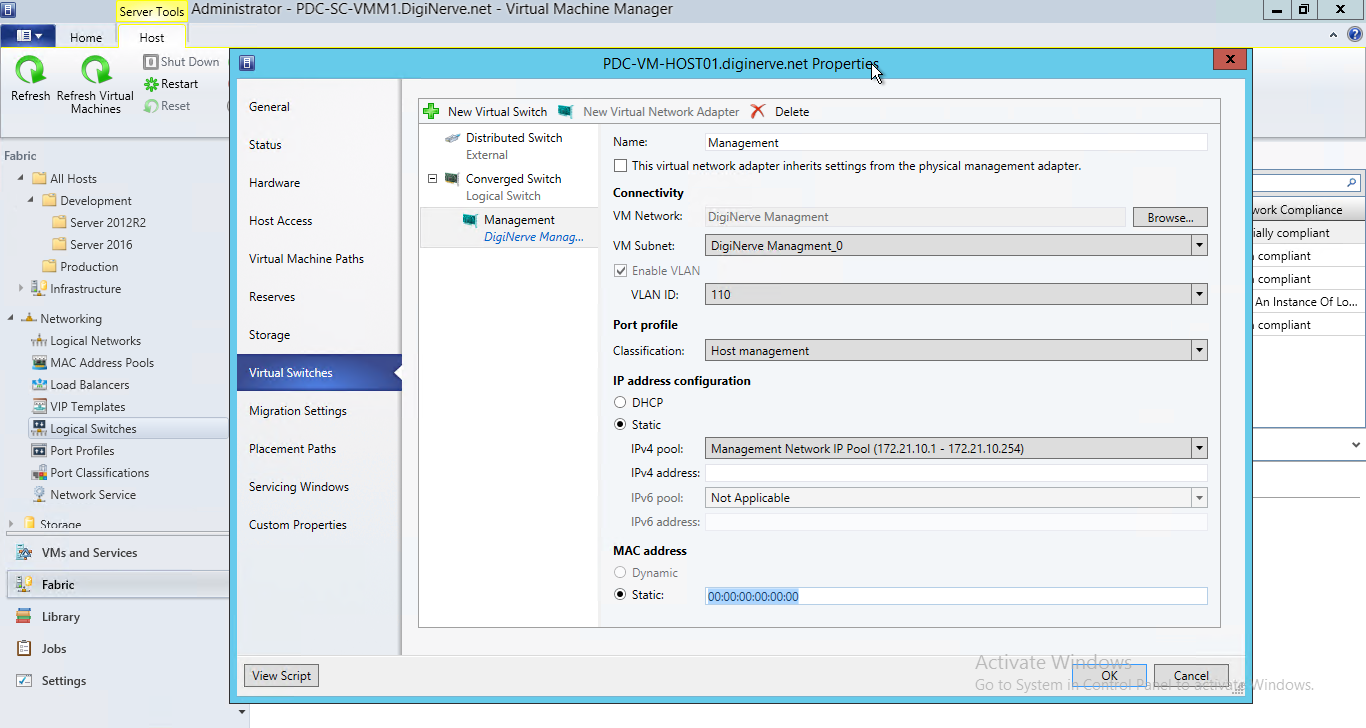 Server Tools Administrator - PDC-SC-VMM1.DigiNerve.net - Virtual Machine Manager
Home Host
Refresh
Refresh Virtual Machines
Shut Down
Restart
Reset
Fabric
All Hosts
Development
Server 2012R2
Server 2016
Production
Infrastructure
Networking
Logical Networks
MAC Address Pools
Load Balancers
VIP Templates
Logical Switches
Port Profiles
Port Classifications
Network Service
Storage
VMs and Services
Fabric
Library
Jobs
Settings
PDC-VM-HOST01.diginerve.net Properties
General
Status
Hardware
Host Access
Virtual Machine Paths
Reserves
Storage
Virtual Switches
Migration Settings
Placement Paths
Servicing Windows
Custom Properties
New Virtual Switch New Virtual Network Adapter Delete
Distributed Switch
External
Converged Switch
Logical Switch
Management
DigiNerve Manag...
Name: Management
This virtual network adapter inherits settings from the physical management adapter.
Connectivity
VM Network: DigiNerve Managment Browse...
VM Subnet: DigiNerve Managment_0
Enable VLAN
VLAN ID: 110
Port profile
Classification: Host management
IP address configuration
DHCP
Static
IPv4 pool: Management Network IP Pool (172.21.10.1 - 172.21.10.254)
IPv4 address:
IPv6 pool: Not Applicable
IPv6 address:
MAC address
Dynamic
Static: 00:00:00:00:00:00
View Script OK Cancel
work Compliance
ially compliant
compliant
compliant
An Instance Of Lo...
compliant
Activate Windows
Go to System in Control Panel to activate Windows.